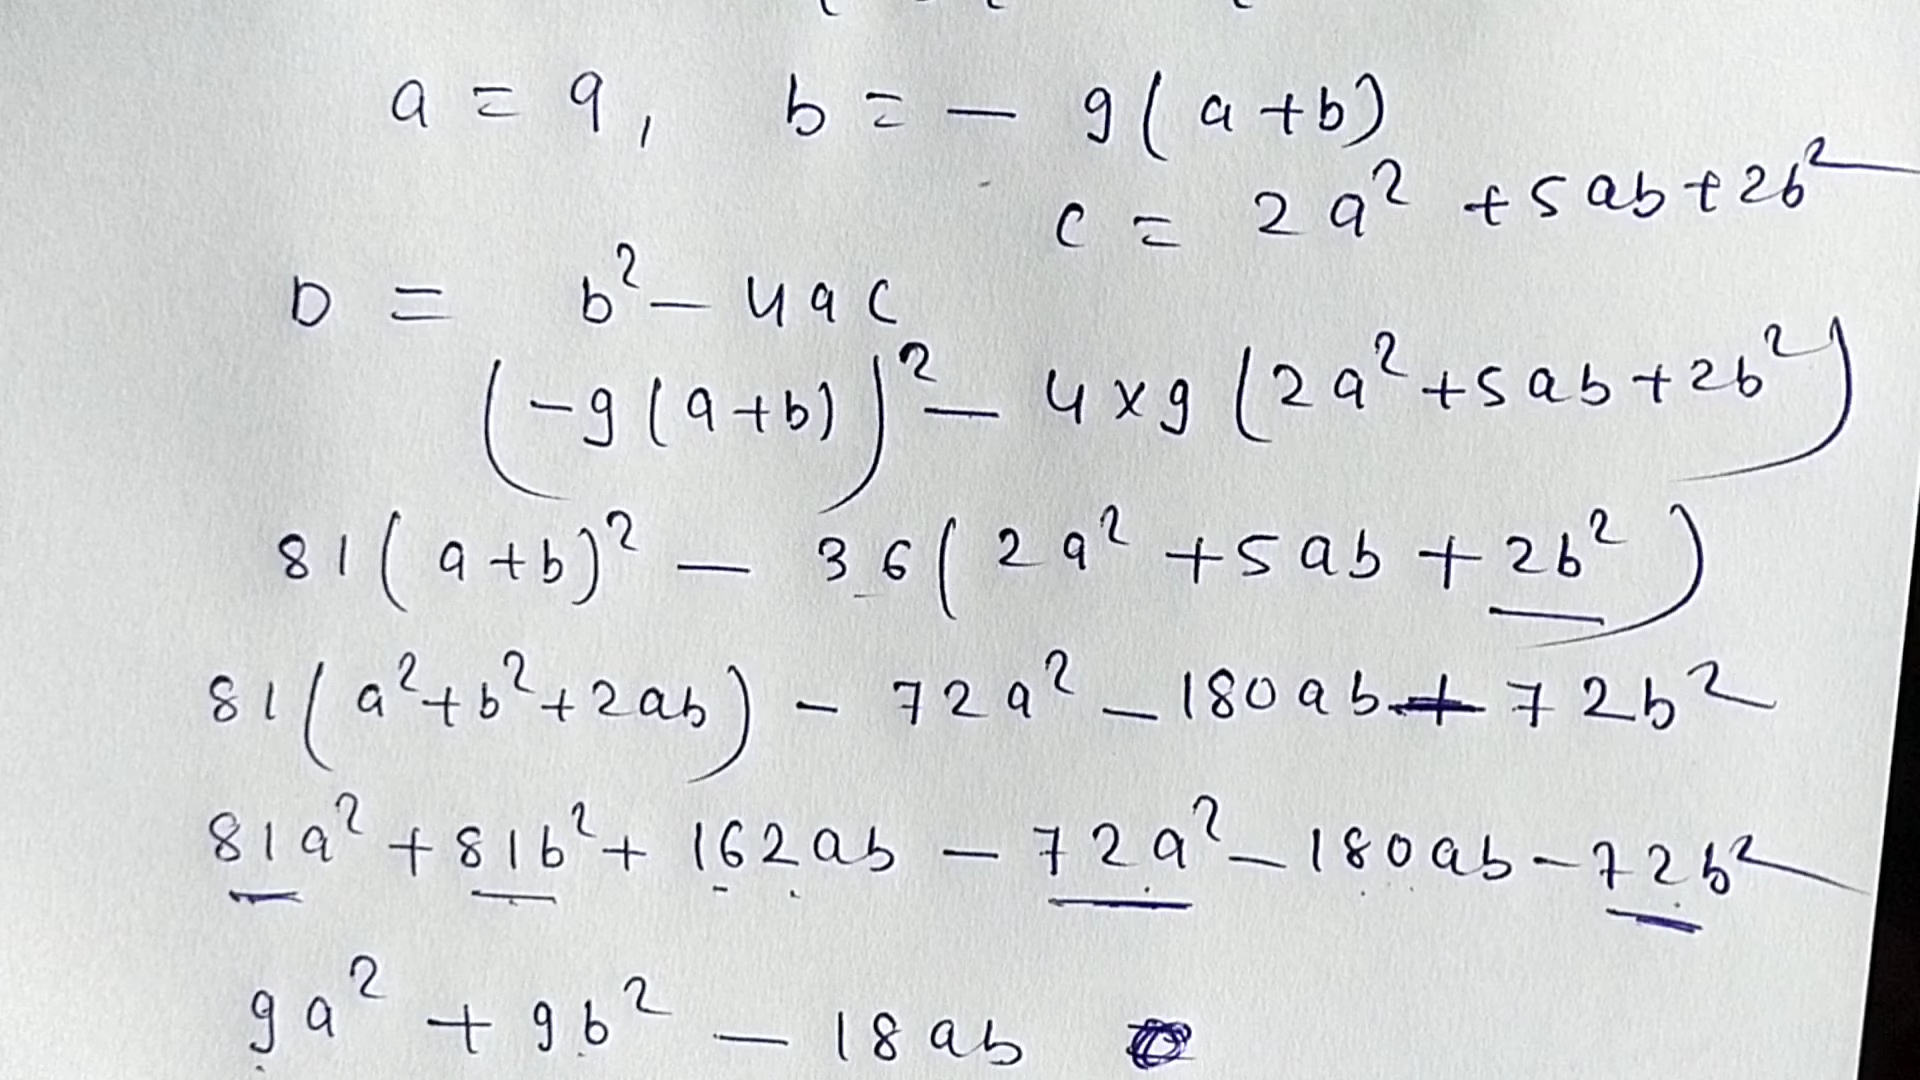 a = 9, b = - 9(a+b)
c = 2a² + 5ab + 2b²
D = b² - 4ac
(-9(a+b))² - 4×9(2a²+5ab+2b²)
81(a+b)² - 36(2a²+5ab+2b²)
81(a²+b²+2ab) - 72a² - 180ab + 72b²
81a² + 81b² + 162ab - 72a² - 180ab - 72b²
9a² + 9b² - 18ab